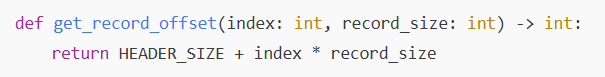 def get_record_offset(index: int, record_size: int) -> int:
    return HEADER_SIZE + index * record_size